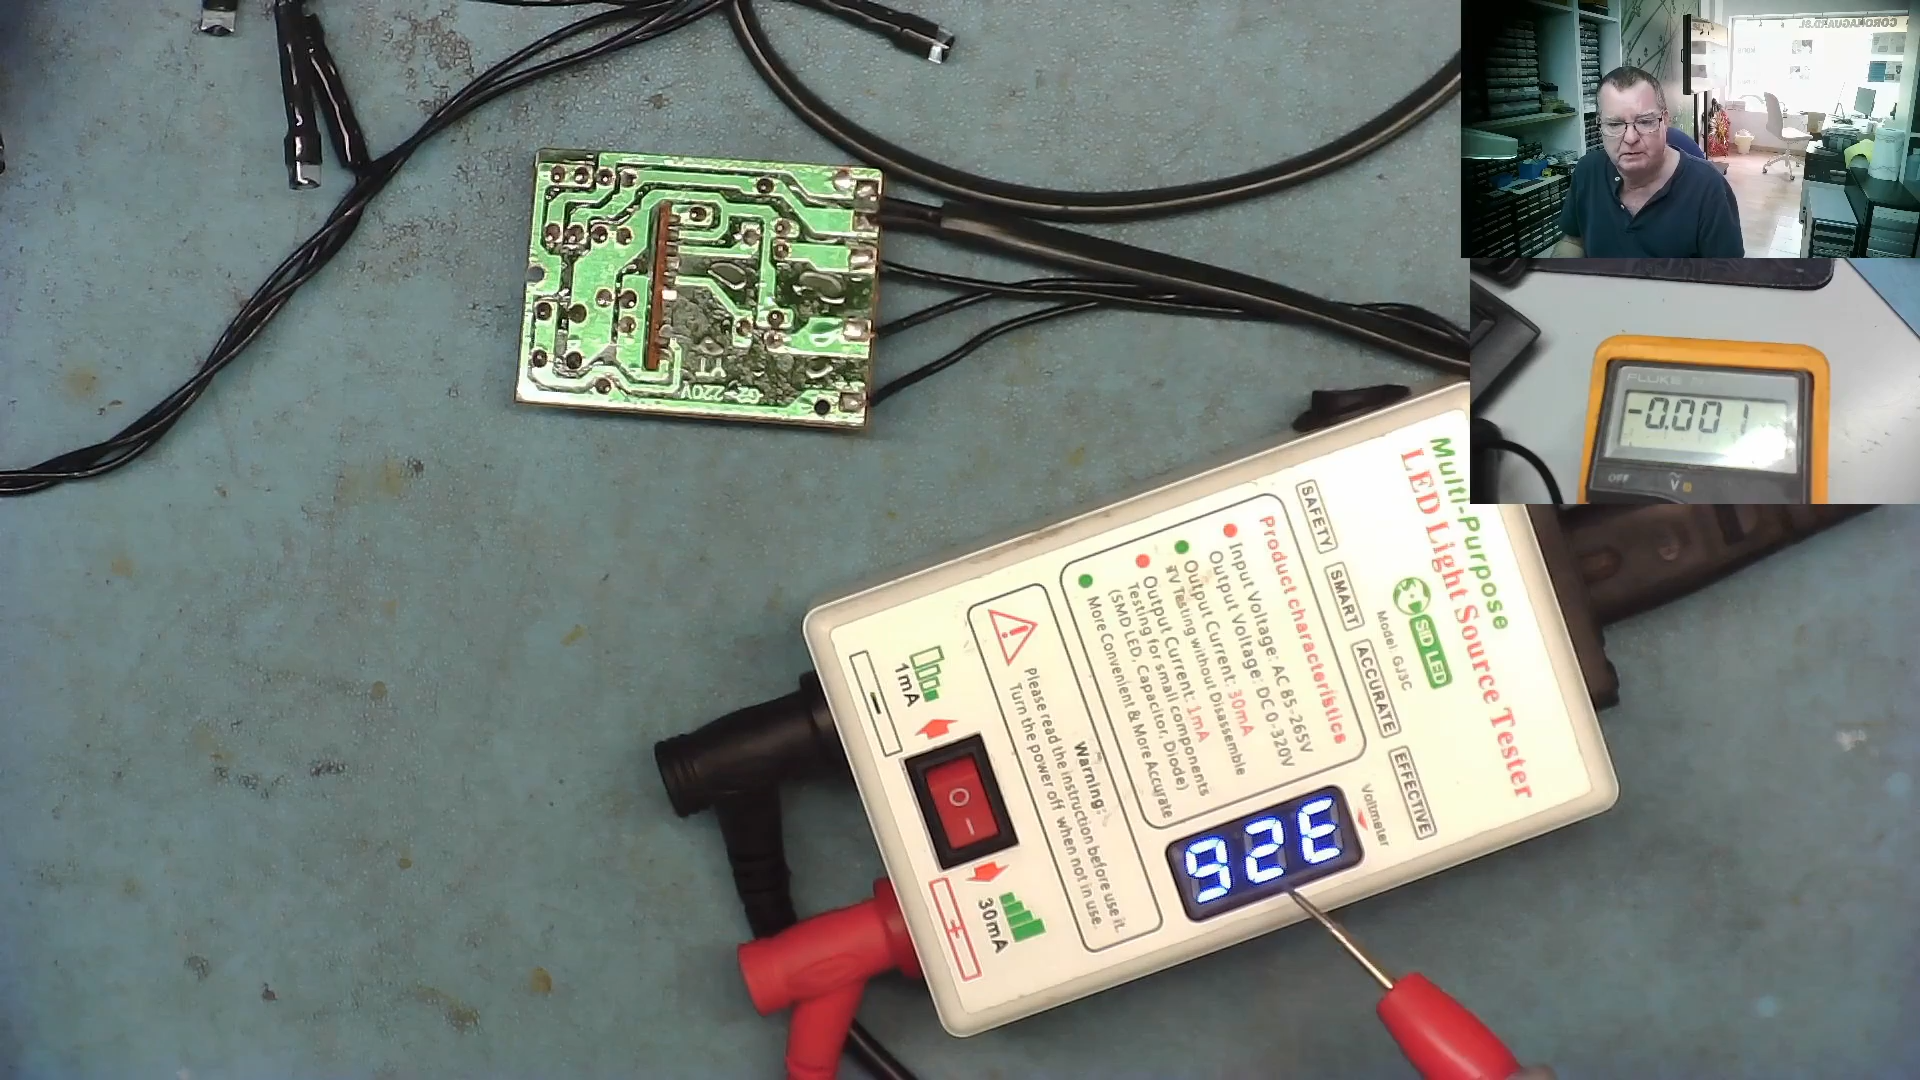 Multi-Purpose
LED Light Source Tester
SID LED
Model: GJ3C
SAFETY
SMART
ACCURATE
EFFECTIVE
Product characteristics
Input Voltage: AC 85-265V
Output Voltage: DC 0-320V
Output Current: 30mA
TV Testing without Disassemble
Output Current: 1mA
Testing for small components
(SMD LED, Capacitor, Diode)
More Convenient & More Accurate
Voltmeter
326
Warning:
Please read the instruction before use it.
Turn the power off when not in use.
1mA
30mA
-
+
O
FLUKE
-0.001
OFF
V
220V